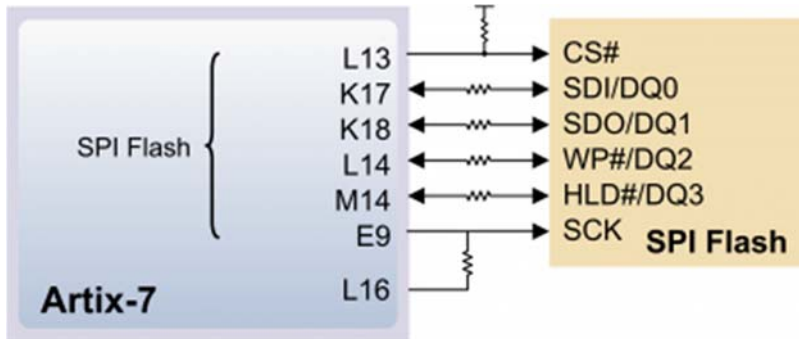 L13 CS#
K17 SDI/DQ0
K18 SDO/DQ1
SPI Flash L14 WP#/DQ2
M14 HLD#/DQ3
E9 SCK SPI Flash
Artix-7 L16